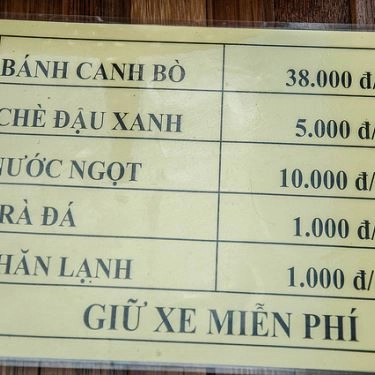 BÁNH CANH BÒ 38.000 đ/
CHÈ ĐẬU XANH 5.000 đ/
NƯỚC NGỌT 10.000 đ/
RÀ ĐÁ 1.000 đ/
HĂN LẠNH 1.000 đ/
GIỮ XE MIỄN PHÍ